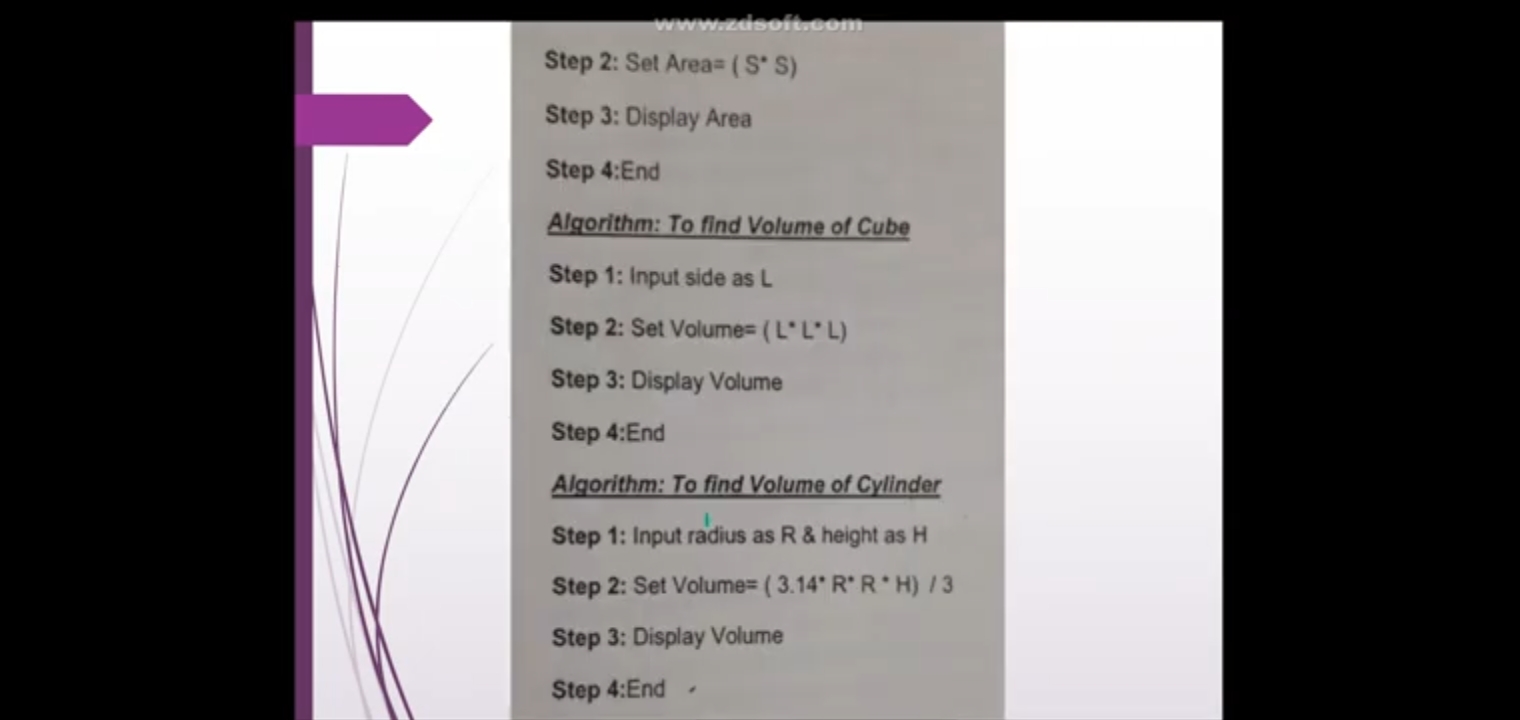 www.zdsoft.com
Step 2: Set Area= ( S* S)
Step 3: Display Area
Step 4:End
Algorithm: To find Volume of Cube
Step 1: Input side as L
Step 2: Set Volume= ( L* L* L)
Step 3: Display Volume
Step 4:End
Algorithm: To find Volume of Cylinder
Step 1: Input radius as R & height as H
Step 2: Set Volume= ( 3.14* R* R * H) / 3
Step 3: Display Volume
Step 4:End